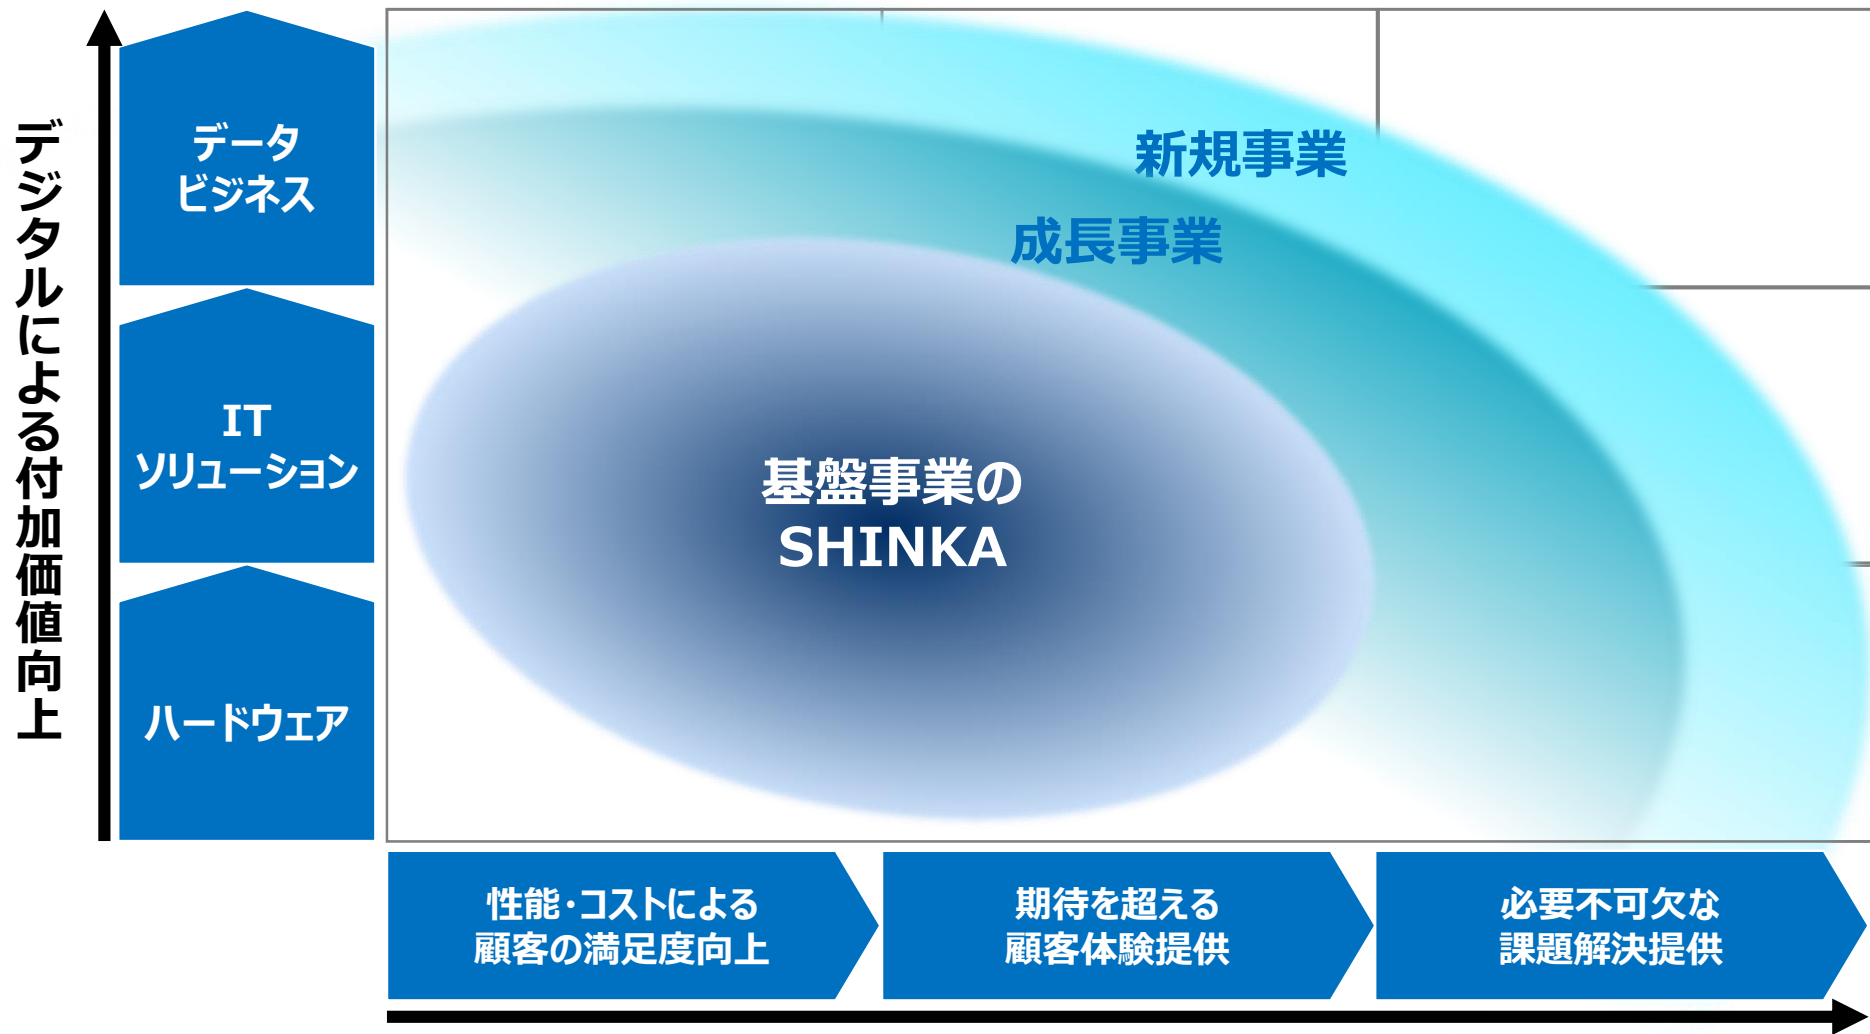 デジタルによる付加価値向上
データ
ビジネス
IT
ソリューション
ハードウェア
新規事業
成長事業
基盤事業の
SHINKA
性能・コストによる
顧客の満足度向上
期待を超える
顧客体験提供
必要不可欠な
課題解決提供